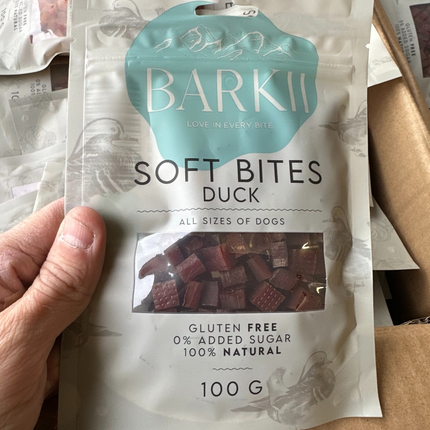 BARKII
LOVE IN EVERY BITE
SOFT BITES
DUCK
ALL SIZES OF DOGS
GLUTEN FREE
0% ADDED SUGAR
100% NATURAL
100 G